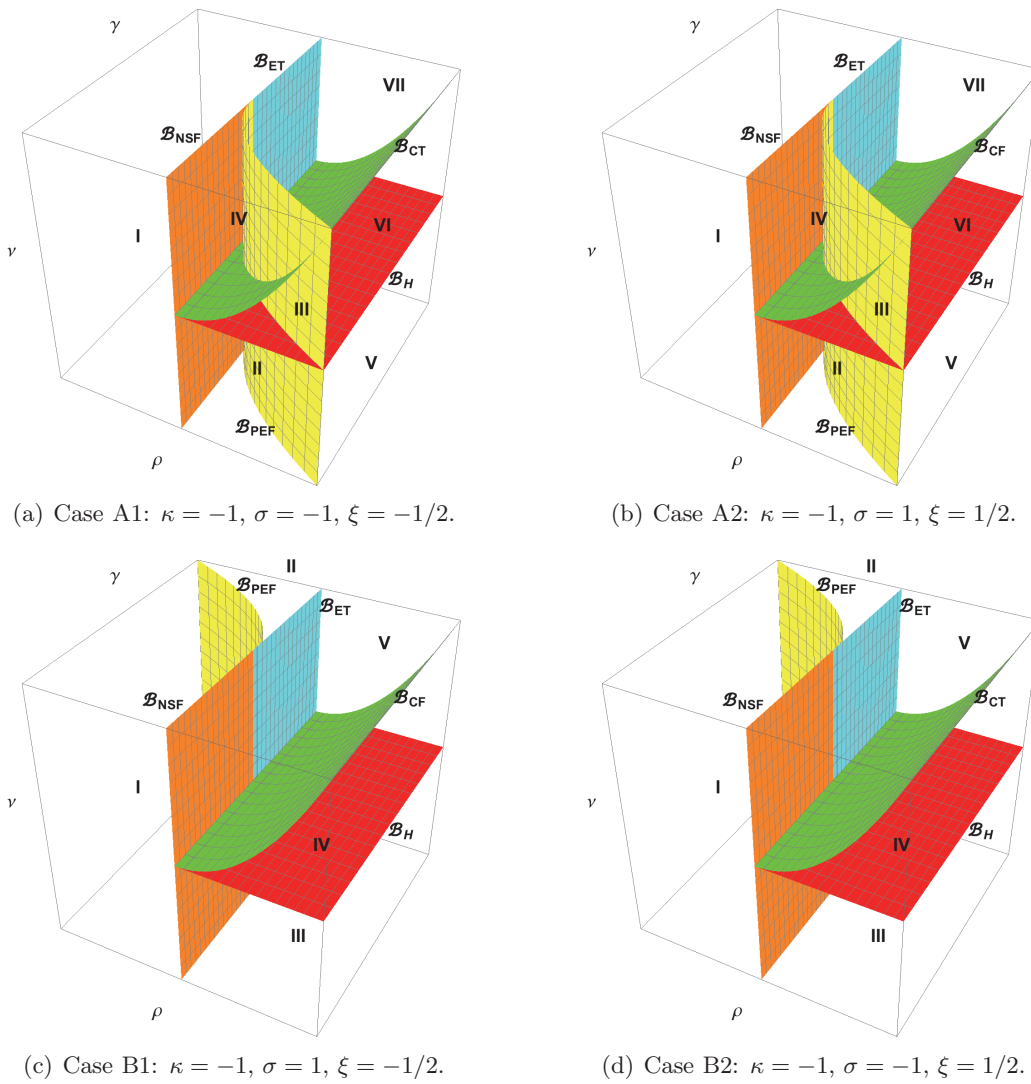 γ
𝓑ET
VII
𝓑NSF
𝓑CT
IV
VI
I
ν
𝓑H
III
II
V
𝓑PEF
ρ
(a) Case A1: κ = −1, σ = −1, ξ = −1/2.
γ
𝓑ET
VII
𝓑NSF
𝓑CF
IV
VI
I
ν
𝓑H
III
II
V
𝓑PEF
ρ
(b) Case A2: κ = −1, σ = 1, ξ = 1/2.
II
γ
𝓑PEF
𝓑ET
V
𝓑NSF
𝓑CF
I
ν
𝓑H
IV
III
ρ
(c) Case B1: κ = −1, σ = 1, ξ = −1/2.
II
γ
𝓑PEF
𝓑ET
V
𝓑NSF
𝓑CT
I
ν
𝓑H
IV
III
ρ
(d) Case B2: κ = −1, σ = −1, ξ = 1/2.